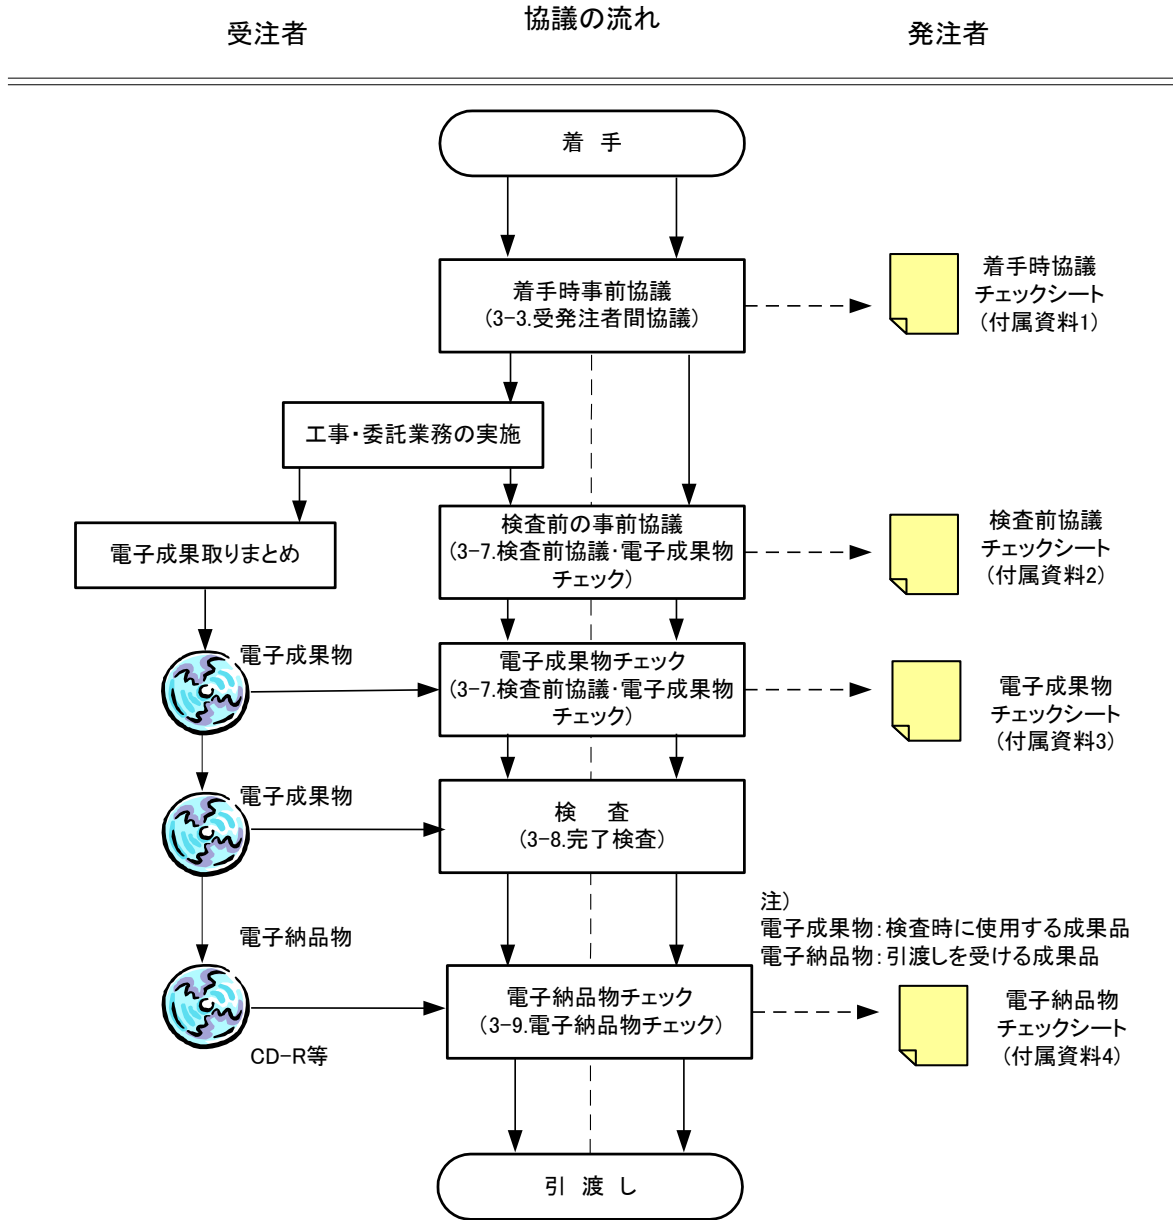 受注者
協議の流れ
発注者
着 手
着手時事前協議
(3-3.受発注者間協議)
着手時協議
チェックシート
(付属資料1)
工事・委託業務の実施
電子成果取りまとめ
検査前の事前協議
(3-7.検査前協議・電子成果物
チェック)
検査前協議
チェックシート
(付属資料2)
電子成果物
電子成果物チェック
(3-7.検査前協議・電子成果物
チェック)
電子成果物
チェックシート
(付属資料3)
電子成果物
検 査
(3-8.完了検査)
注)
電子成果物:検査時に使用する成果品
電子納品物:引渡しを受ける成果品
電子納品物
電子納品物チェック
(3-9.電子納品物チェック)
電子納品物
チェックシート
(付属資料4)
CD-R等
引 渡 し